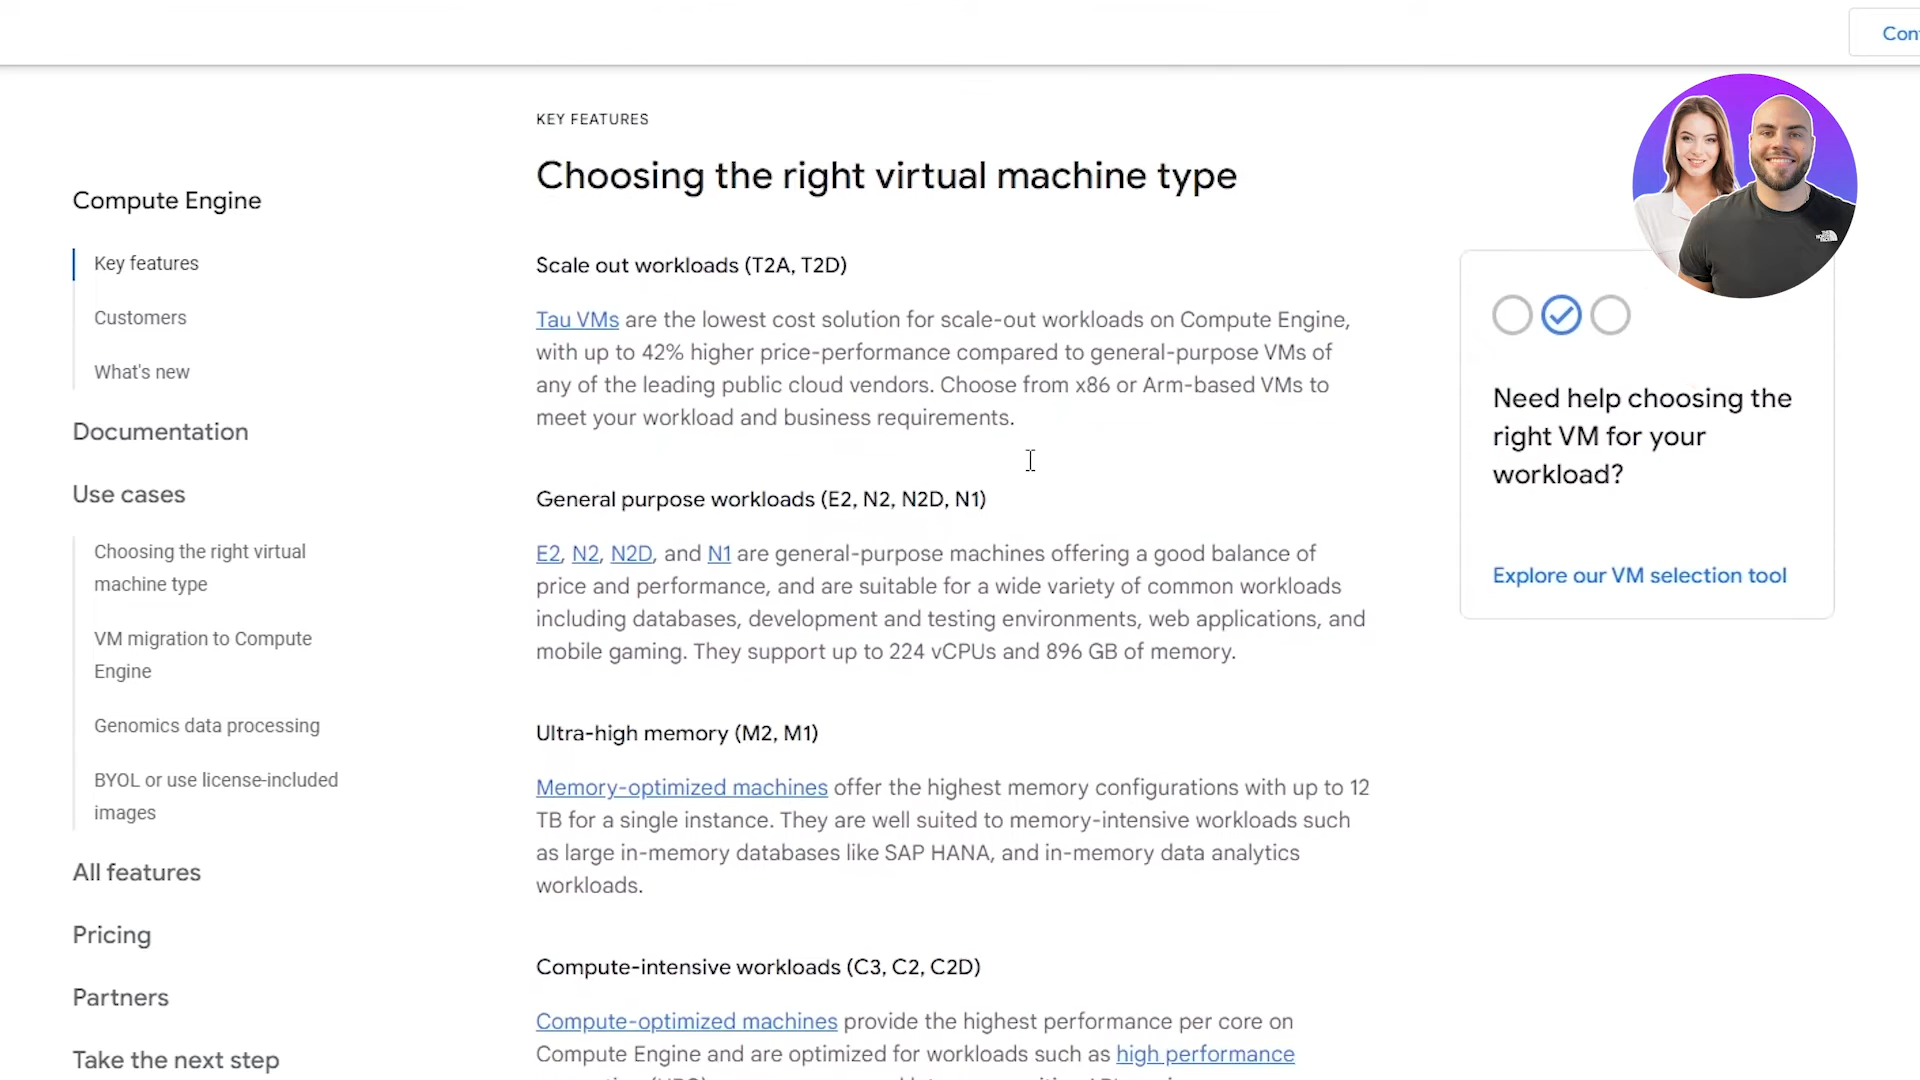 Compute Engine
Key features
Customers
What's new
Documentation
Use cases
Choosing the right virtual
machine type
VM migration to Compute
Engine
Genomics data processing
BYOL or use license-included
images
All features
Pricing
Partners
Take the next step
KEY FEATURES
Choosing the right virtual machine type
Scale out workloads (T2A, T2D)
Tau VMs are the lowest cost solution for scale-out workloads on Compute Engine,
with up to 42% higher price-performance compared to general-purpose VMs of
any of the leading public cloud vendors. Choose from x86 or Arm-based VMs to
meet your workload and business requirements.
General purpose workloads (E2, N2, N2D, N1)
E2, N2, N2D, and N1 are general-purpose machines offering a good balance of
price and performance, and are suitable for a wide variety of common workloads
including databases, development and testing environments, web applications, and
mobile gaming. They support up to 224 vCPUs and 896 GB of memory.
Ultra-high memory (M2, M1)
Memory-optimized machines offer the highest memory configurations with up to 12
TB for a single instance. They are well suited to memory-intensive workloads such
as large in-memory databases like SAP HANA, and in-memory data analytics
workloads.
Compute-intensive workloads (C3, C2, C2D)
Compute-optimized machines provide the highest performance per core on
Compute Engine and are optimized for workloads such as high performance
Need help choosing the
right VM for your
workload?
Explore our VM selection tool